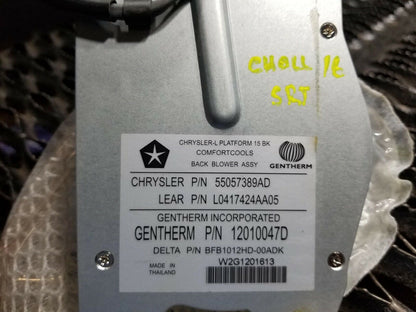 CHALL 16
SRT
CHRYSLER-L PLATFORM 15 BK
COMFORTCOOLS
BACK BLOWER ASSY
GENTHERM
CHRYSLER P/N 55057389AD
LEAR P/N L0417424AA05
GENTHERM INCORPORATED
GENTHERM P/N 12010047D
DELTA P/N BFB1012HD-00ADK
MADE IN
THAILAND
W2G1201613